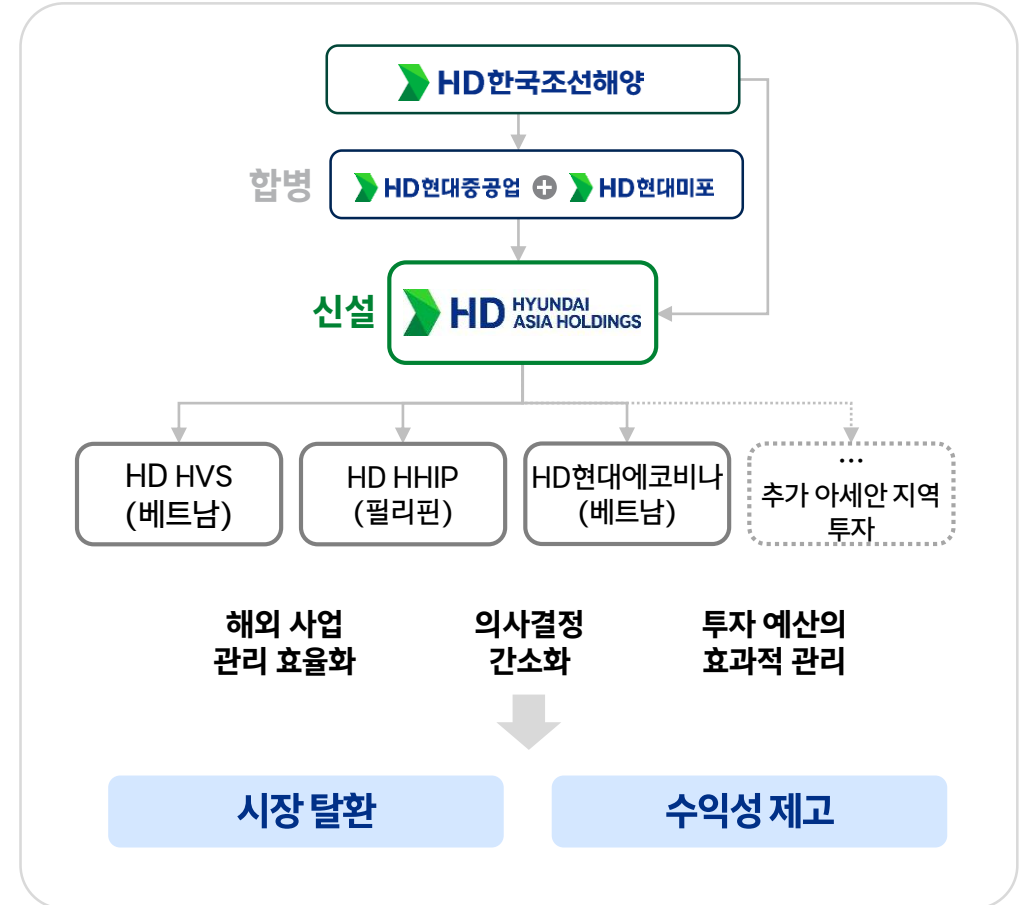 HD한국조선해양
합병
HD현대중공업 + HD현대미포
신설
HD HYUNDAI
ASIA HOLDINGS
HD HVS
(베트남)
HD HHIP
(필리핀)
HD현대에코비나
(베트남)
...
추가 아세안 지역
투자
해외 사업
관리 효율화
의사결정
간소화
투자 예산의
효과적 관리
시장 탈환
수익성 제고